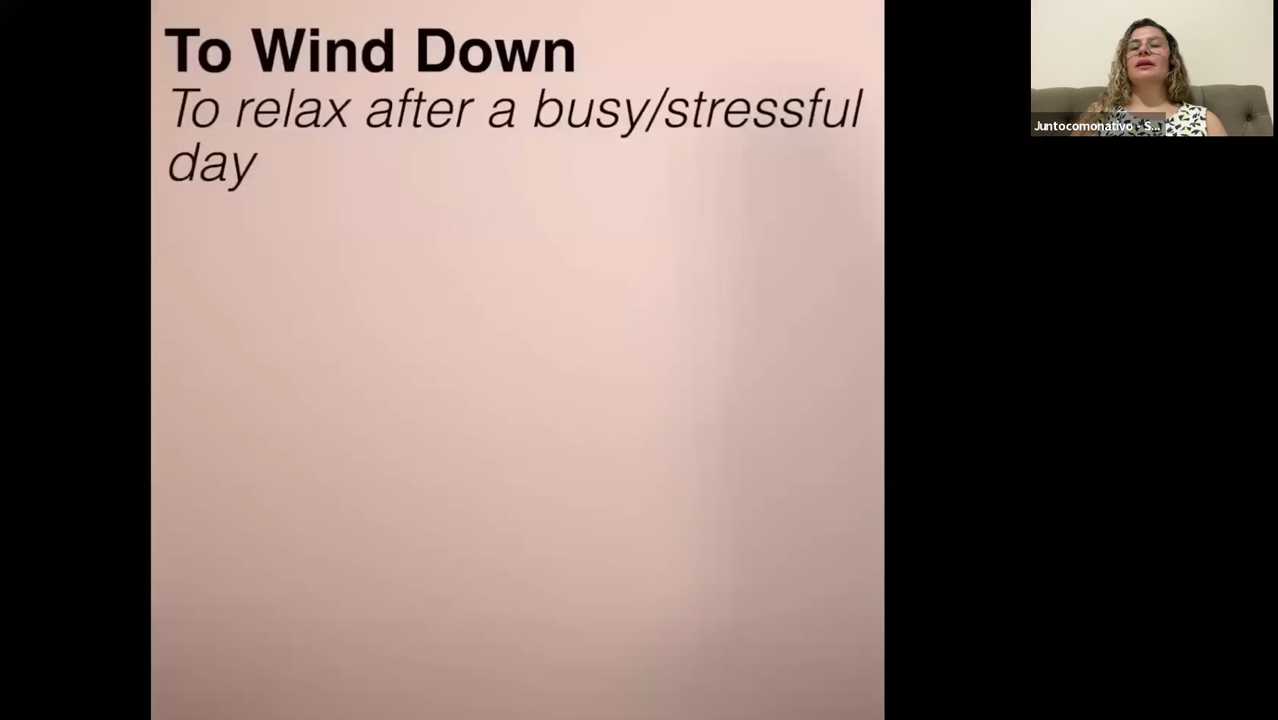 To Wind Down
To relax after a busy/stressful
day
Juntocomonativo - S...